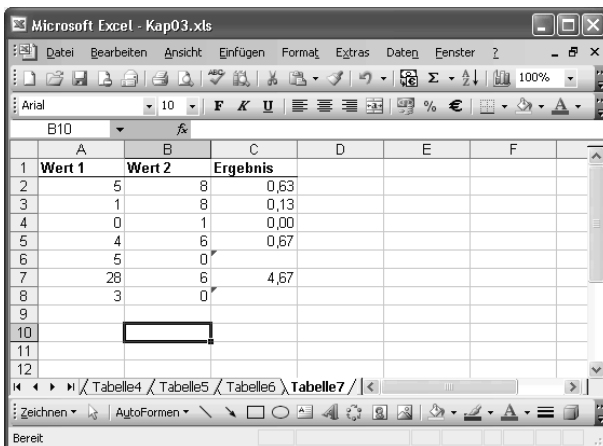 Microsoft Excel - Kap03.xls
Datei Bearbeiten Ansicht Einfügen Format Extras Daten Fenster ?
100%
Arial 10 F K U % €
B10 fx
A B C D E F
1 Wert 1 Wert 2 Ergebnis
2 5 8 0,63
3 1 8 0,13
4 0 1 0,00
5 4 6 0,67
6 5 0
7 28 6 4,67
8 3 0
9
10
11
12
Tabelle4 Tabelle5 Tabelle6 Tabelle7
Zeichnen AutoFormen
Bereit